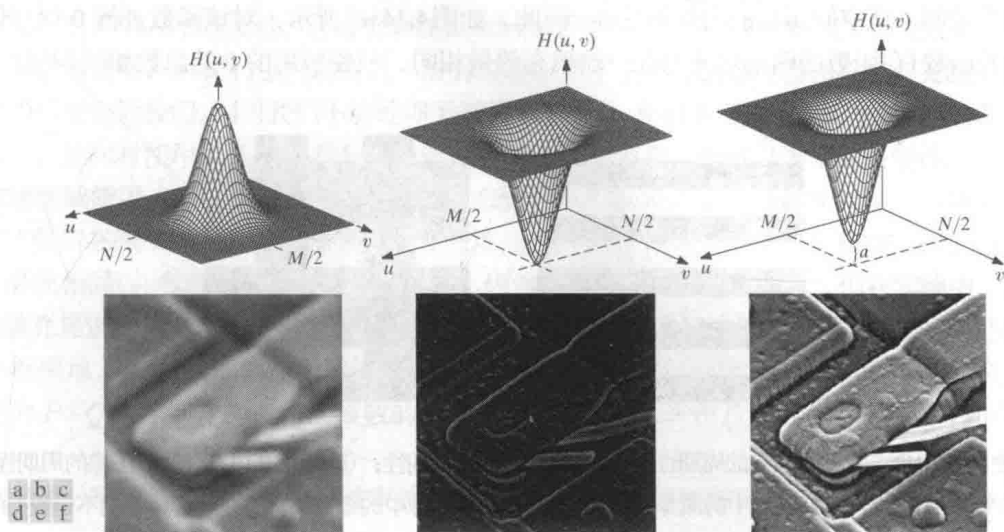 H(u, v)
H(u, v)
H(u, v)
u
N/2
M/2
v
M/2
N/2
u
v
M/2
N/2
u
a
v
a b c
d e f